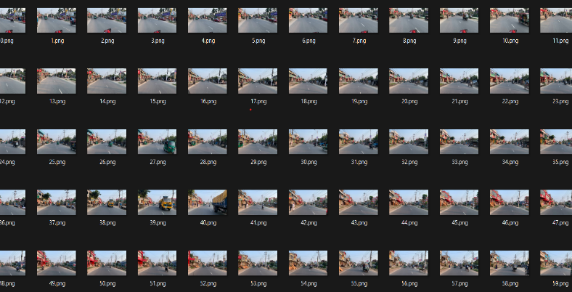 0.png 1.png 2.png 3.png 4.png 5.png 6.png 7.png 8.png 9.png 10.png 11.png
12.png 13.png 14.png 15.png 16.png 17.png 18.png 19.png 20.png 21.png 22.png 23.png
24.png 25.png 26.png 27.png 28.png 29.png 30.png 31.png 32.png 33.png 34.png 35.png
36.png 37.png 38.png 39.png 40.png 41.png 42.png 43.png 44.png 45.png 46.png 47.png
48.png 49.png 50.png 51.png 52.png 53.png 54.png 55.png 56.png 57.png 58.png 59.png